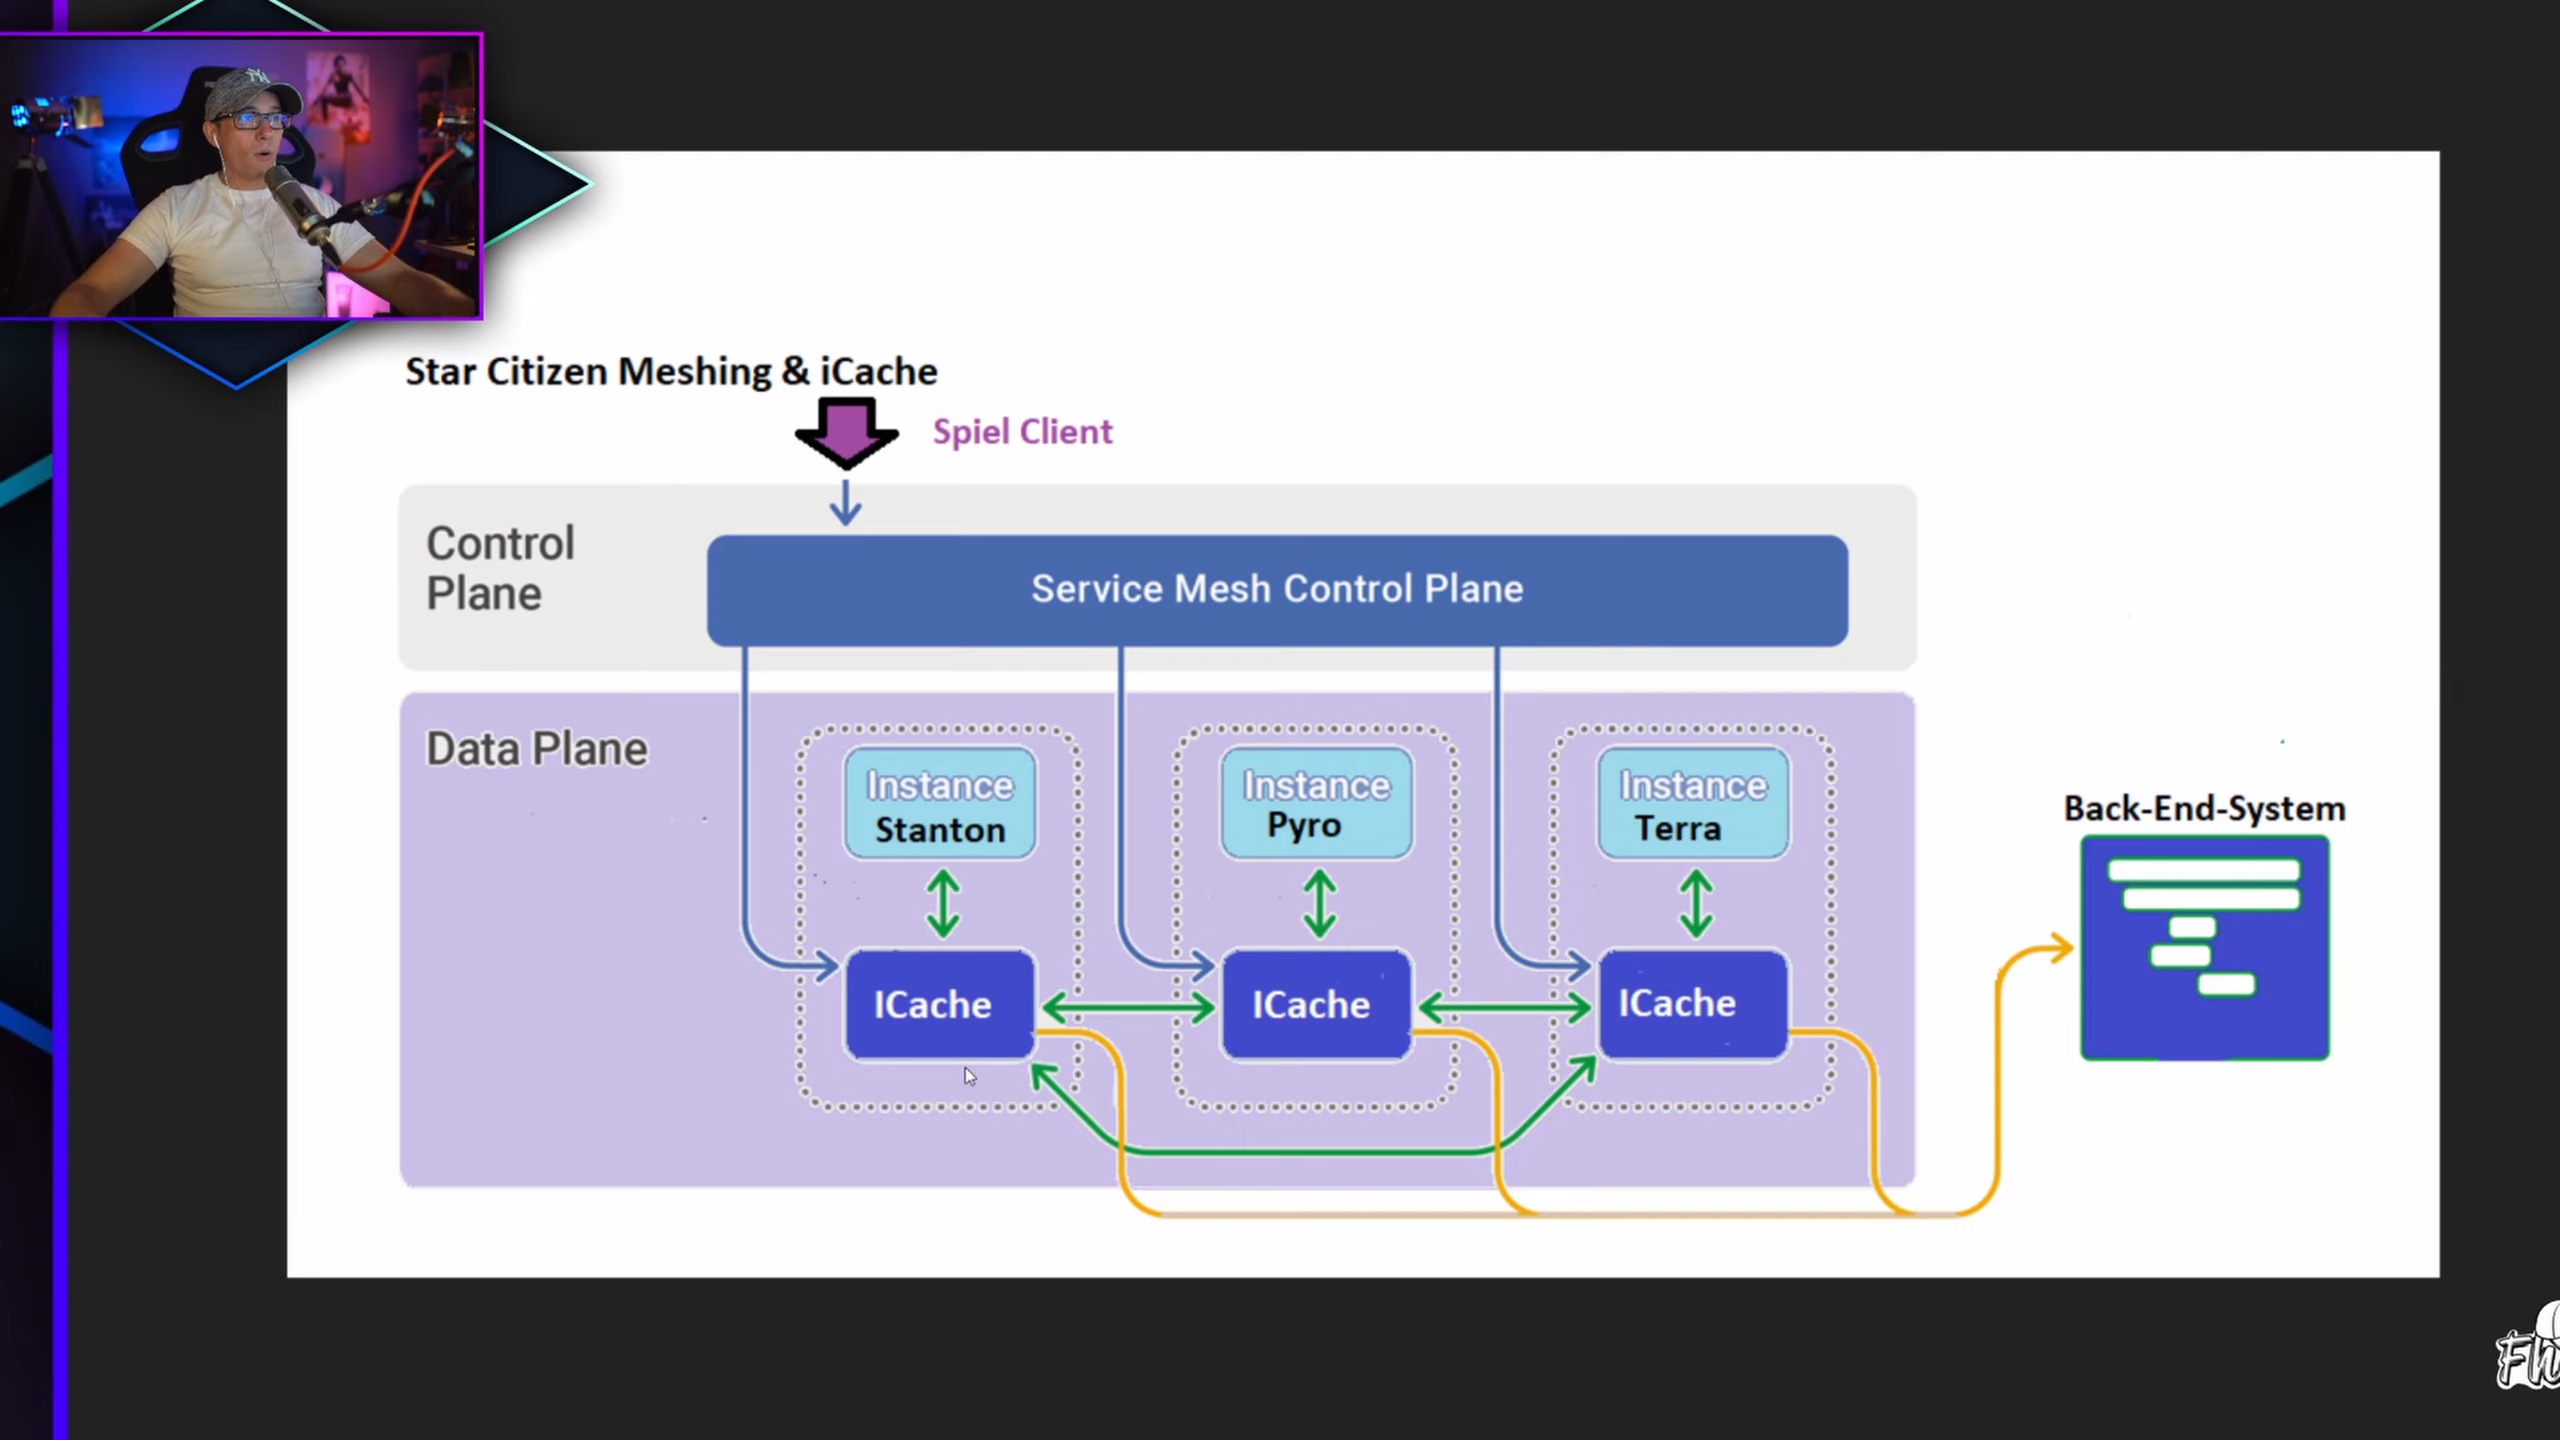 Star Citizen Meshing & iCache
Spiel Client
Control
Plane
Service Mesh Control Plane
Data Plane
Instance
Stanton
Instance
Pyro
Instance
Terra
Back-End-System
ICache
ICache
ICache